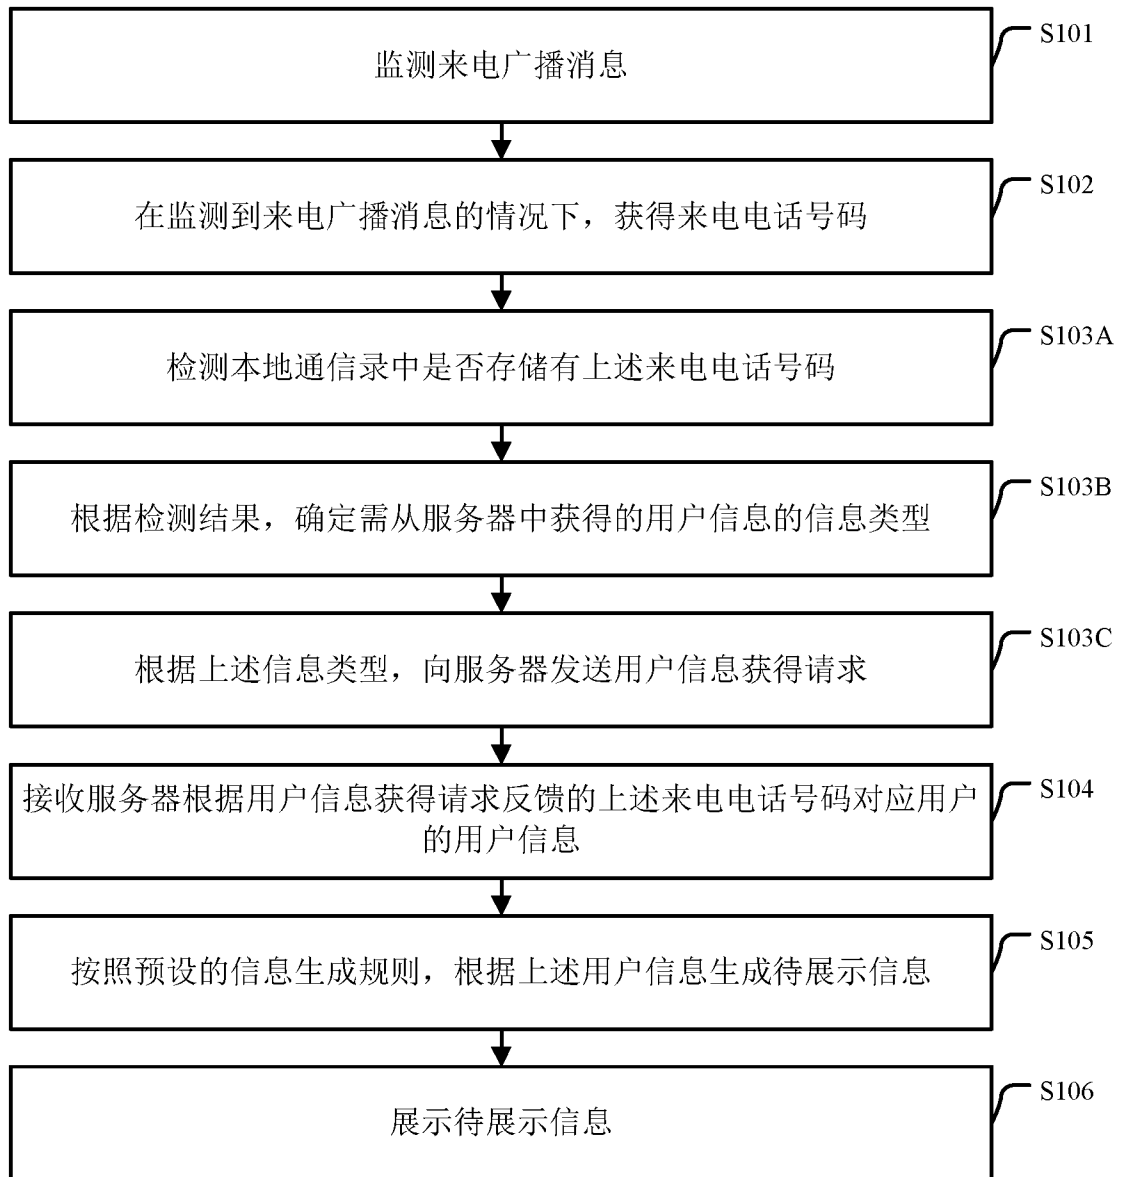 监测来电广播消息
S101
在监测到来电广播消息的情况下，获得来电电话号码
S102
检测本地通信录中是否存储有上述来电电话号码
S103A
根据检测结果，确定需从服务器中获得的用户信息的信息类型
S103B
根据上述信息类型，向服务器发送用户信息获得请求
S103C
接收服务器根据用户信息获得请求反馈的上述来电电话号码对应用户
的用户信息
S104
按照预设的信息生成规则，根据上述用户信息生成待展示信息
S105
展示待展示信息
S106